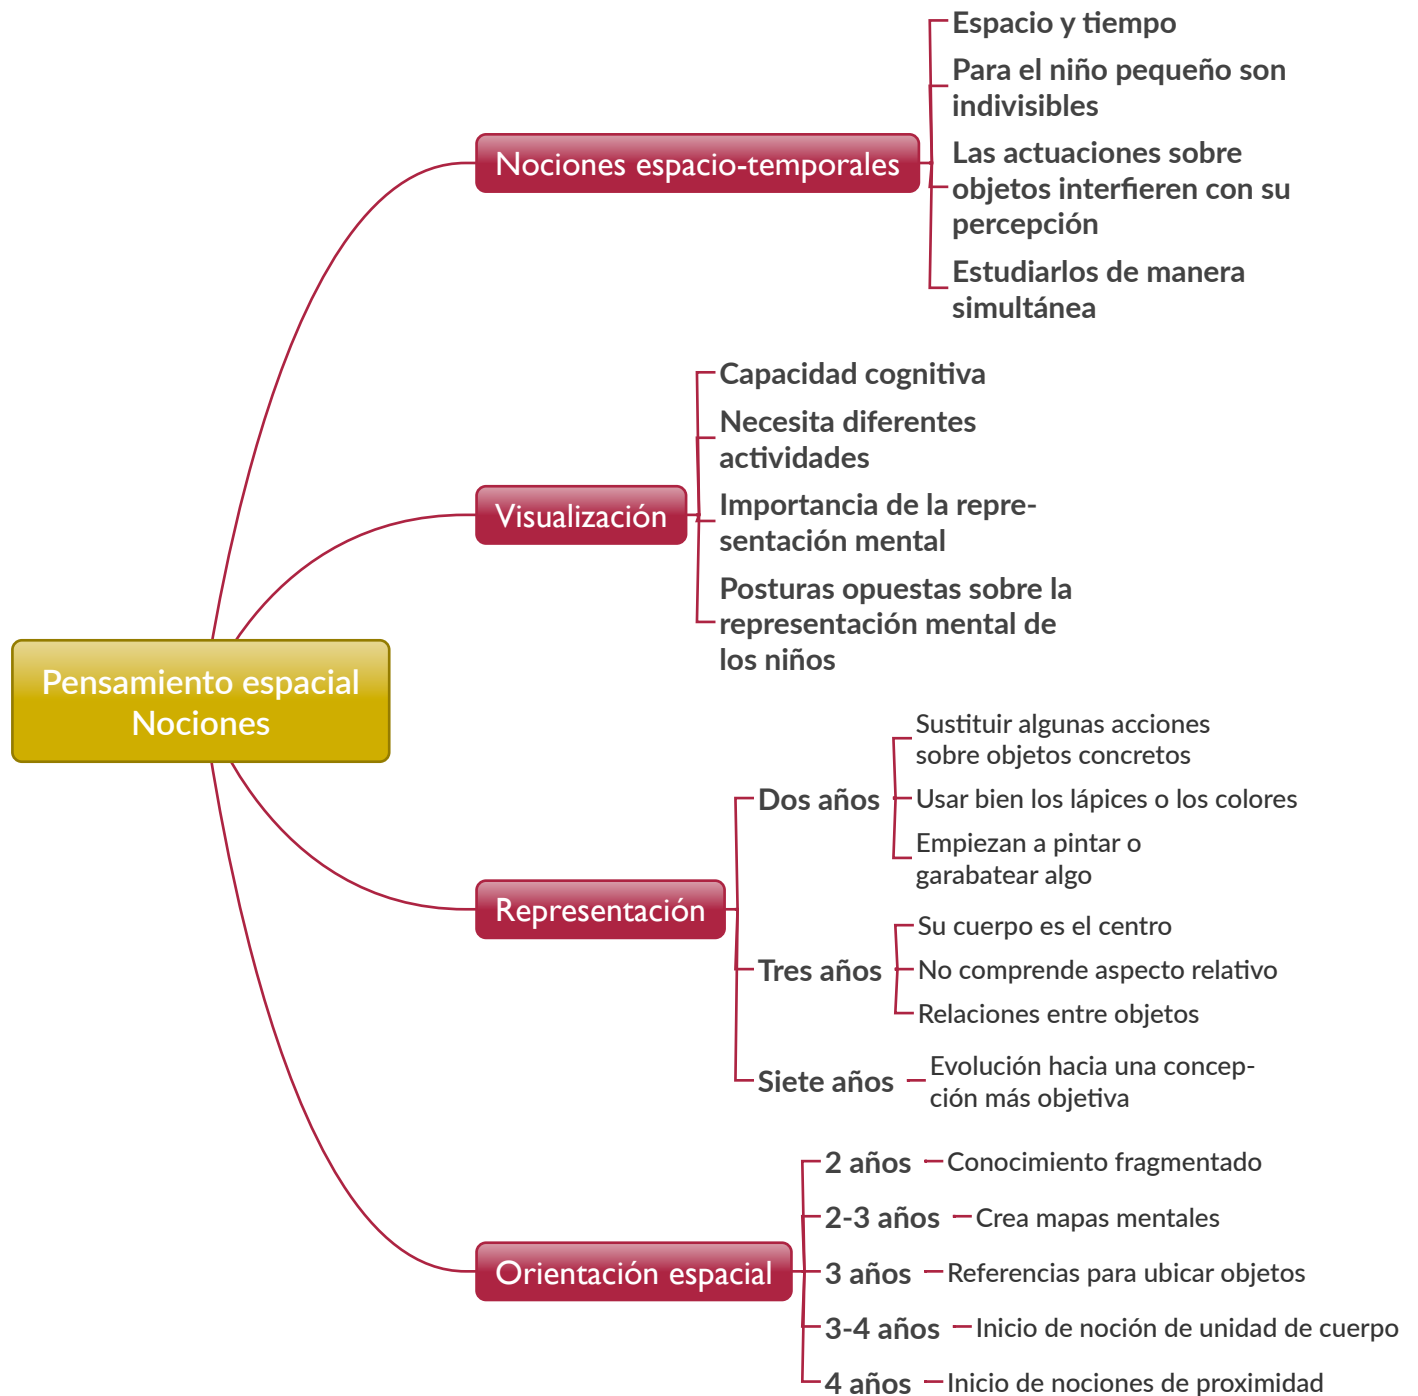 Pensamiento espacial
Nociones
Nociones espacio-temporales
Espacio y tiempo
Para el niño pequeño son
indivisibles
Las actuaciones sobre
objetos interfieren con su
percepción
Estudiarlos de manera
simultánea
Visualización
Capacidad cognitiva
Necesita diferentes
actividades
Importancia de la repre-
sentación mental
Posturas opuestas sobre la
representación mental de
los niños
Representación
Dos años
Sustituir algunas acciones
sobre objetos concretos
Usar bien los lápices o los colores
Empiezan a pintar o
garabatear algo
Tres años
Su cuerpo es el centro
No comprende aspecto relativo
Relaciones entre objetos
Siete años
Evolución hacia una concep-
ción más objetiva
Orientación espacial
2 años
Conocimiento fragmentado
2-3 años
Crea mapas mentales
3 años
Referencias para ubicar objetos
3-4 años
Inicio de noción de unidad de cuerpo
4 años
Inicio de nociones de proximidad